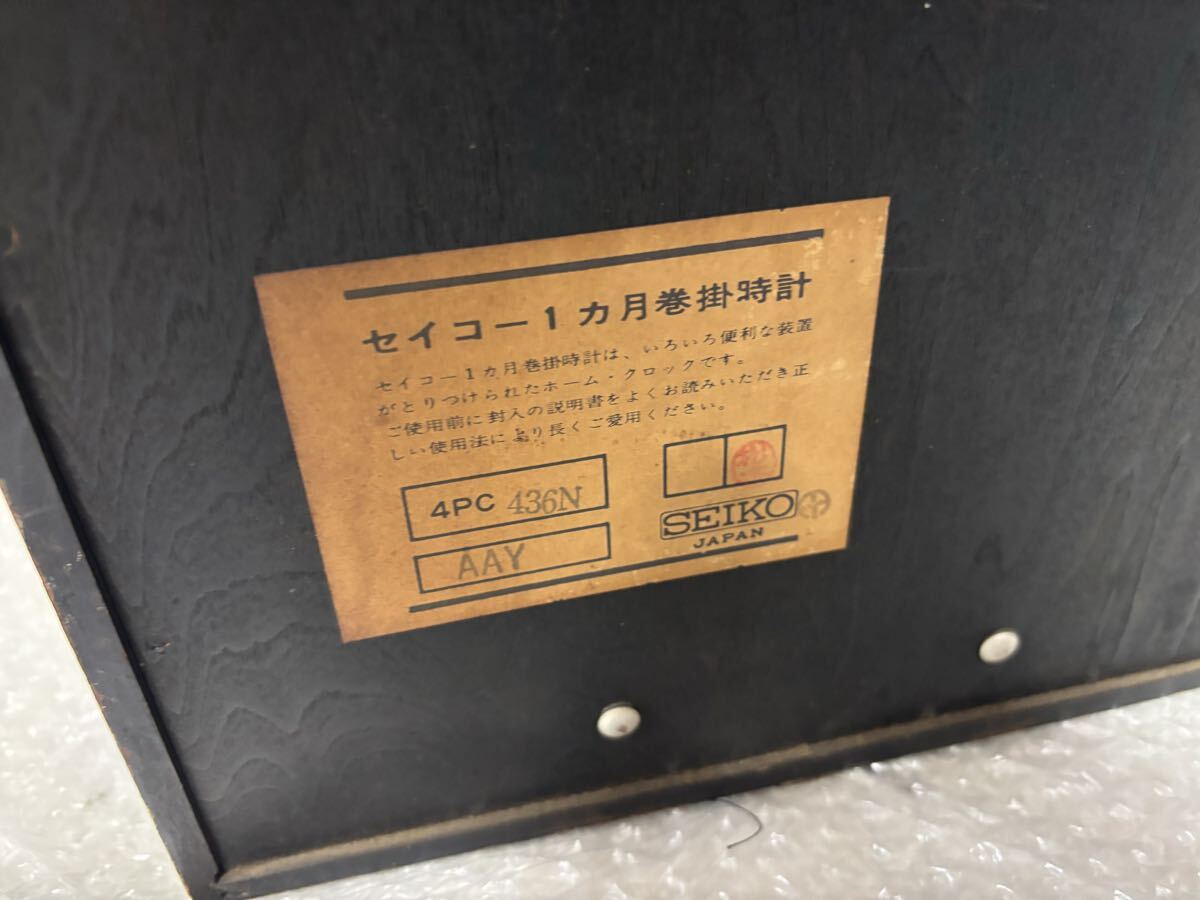 セイコー1カ月巻掛時計
セイコー1カ月巻掛時計は、いろいろ便利な装置
がとりつけられたホーム・クロックです。
ご使用前に封入の説明書をよくお読みいただき正
しい使用法により長くご愛用ください。
4PC 436N
AAY
SEIKO
JAPAN